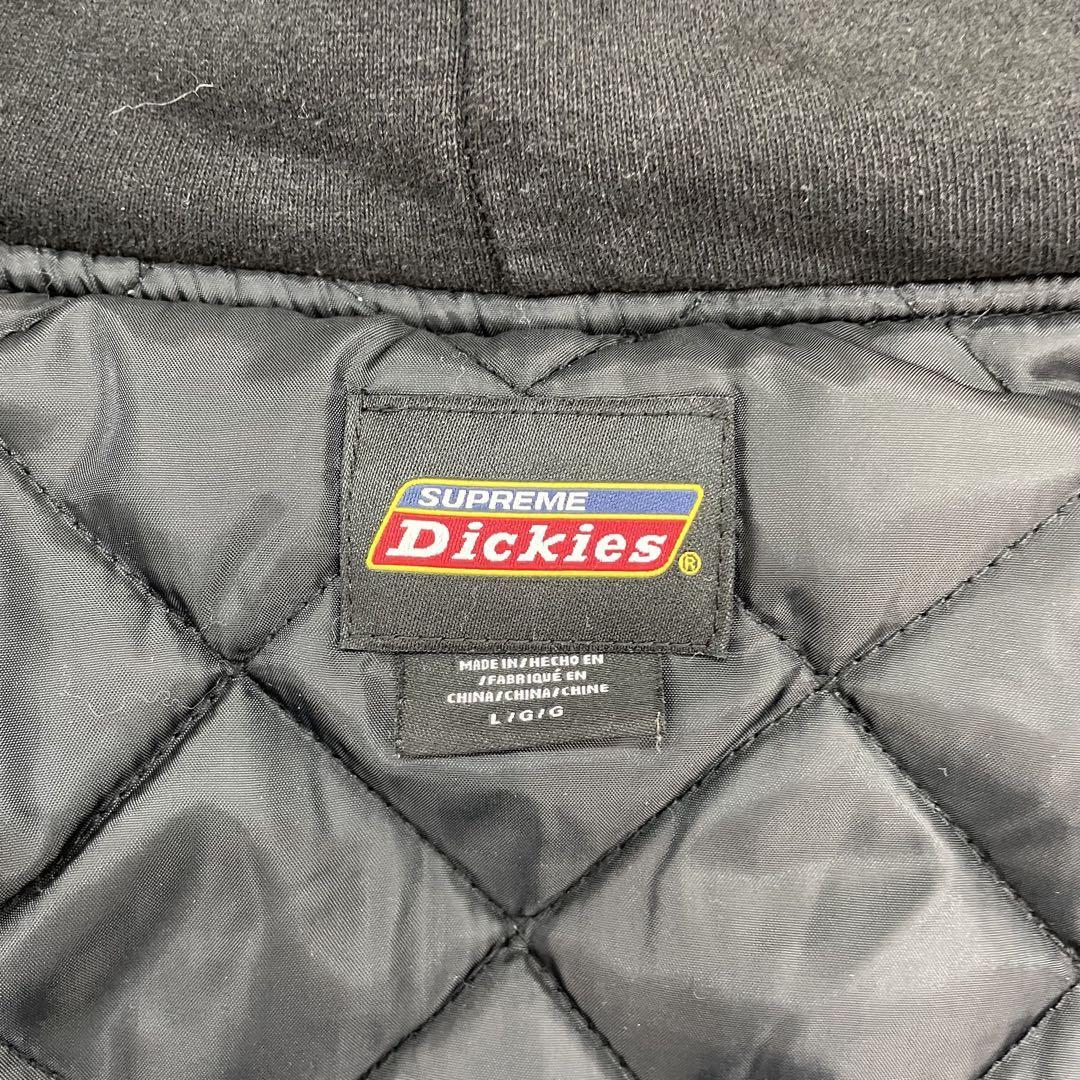 SUPREME
Dickies®
MADE IN/HECHO EN
/FABRIQUÉ EN
CHINA/CHINA/CHINE
L/G/G